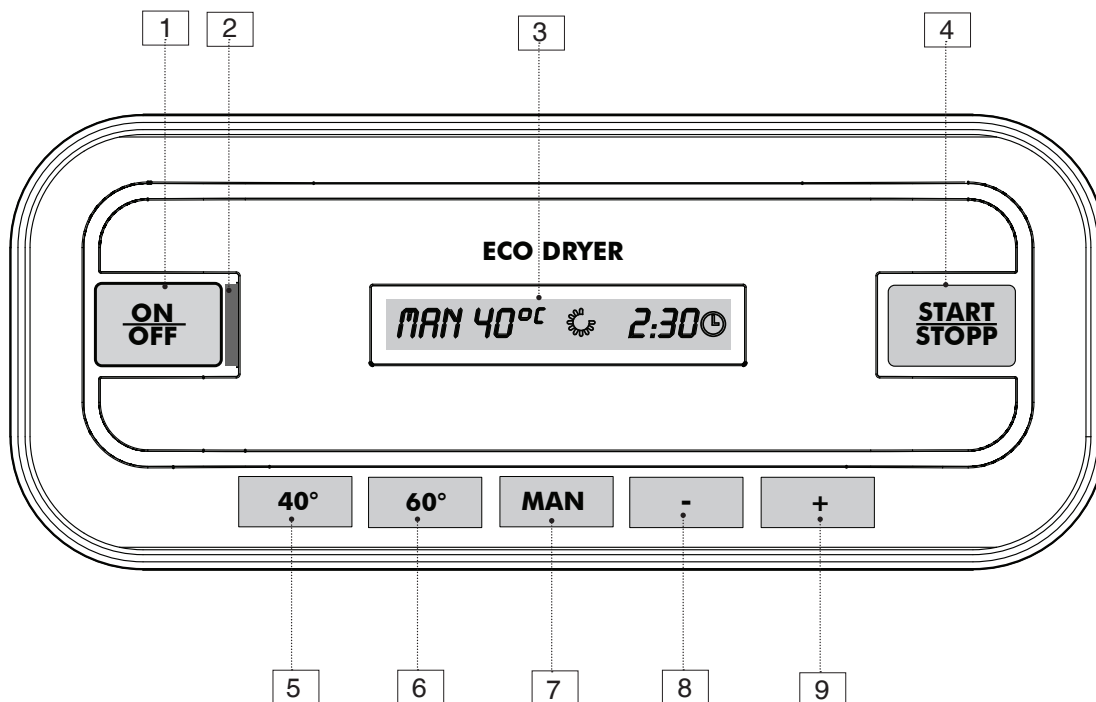 1 2 3 4
ECO DRYER
ON
OFF
MAN 40°C 2:30
START
STOPP
40° 60° MAN - +
5 6 7 8 9